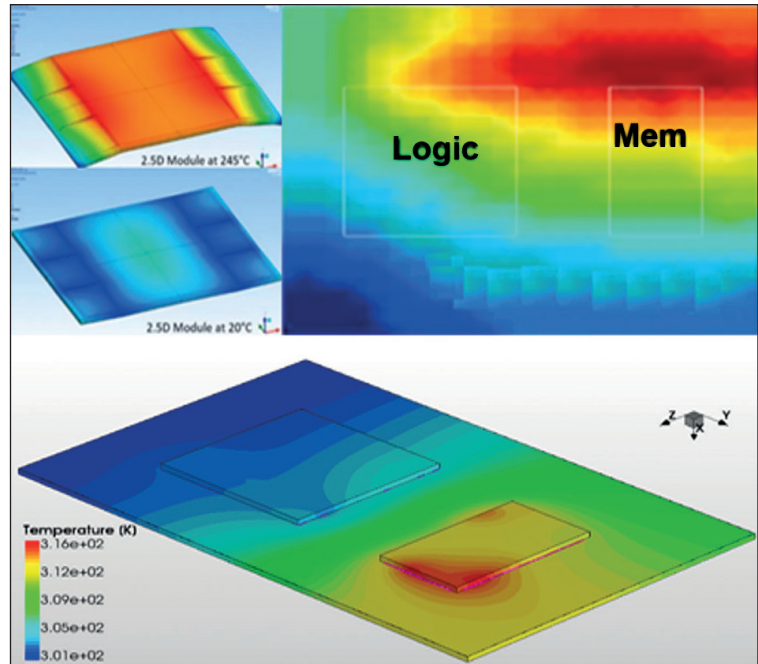 2.5D Module at 245°C
2.5D Module at 20°C
Logic
Mem
Z
Y
X
Temperature (K)
3.16e+02
3.12e+02
3.09e+02
3.05e+02
3.01e+02